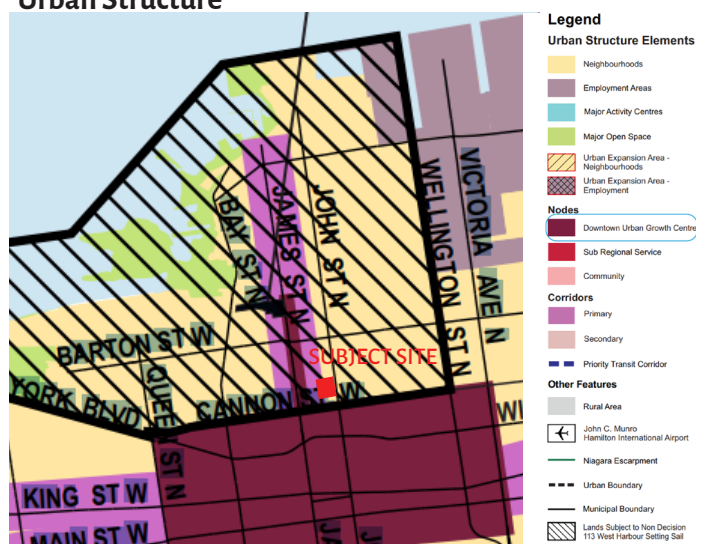 Urban Structure
BAY ST N
JAMES ST N
JOHN ST N
WELLINGTON ST N
VICTORIA AVE N
BARTON ST W
SUBJECT SITE
YORK BLVD
QUEEN ST N
CANNON ST W
WI
KING ST W
MAIN ST W
JA
J
Legend
Urban Structure Elements
Neighbourhoods
Employment Areas
Major Activity Centres
Major Open Space
Urban Expansion Area -
Neighbourhoods
Urban Expansion Area -
Employment
Nodes
Downtown Urban Growth Centre
Sub Regional Service
Community
Corridors
Primary
Secondary
Priority Transit Corridor
Other Features
Rural Area
John C. Munro
Hamilton International Airport
Niagara Escarpment
Urban Boundary
Municipal Boundary
Lands Subject to Non Decision
113 West Harbour Setting Sail